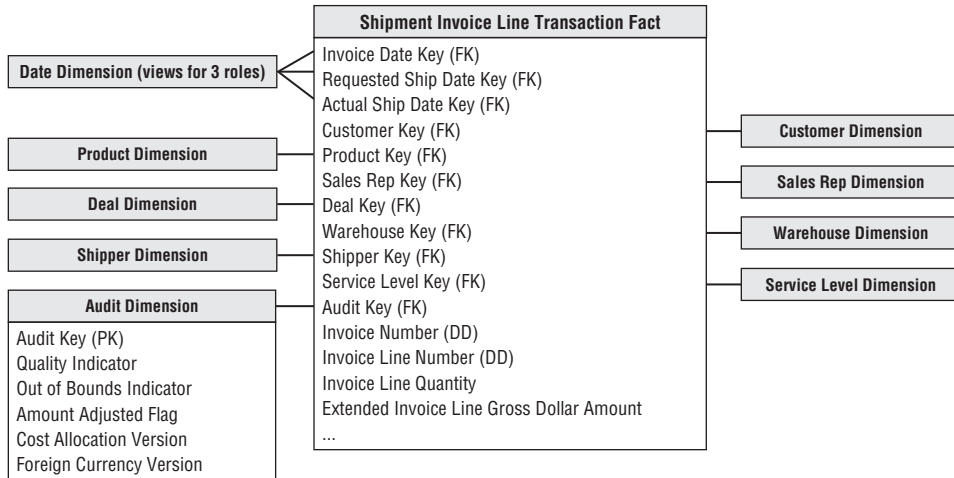 Shipment Invoice Line Transaction Fact
Invoice Date Key (FK)
Requested Ship Date Key (FK)
Actual Ship Date Key (FK)
Customer Key (FK)
Product Key (FK)
Sales Rep Key (FK)
Deal Key (FK)
Warehouse Key (FK)
Shipper Key (FK)
Service Level Key (FK)
Audit Key (FK)
Invoice Number (DD)
Invoice Line Number (DD)
Invoice Line Quantity
Extended Invoice Line Gross Dollar Amount
...
Date Dimension (views for 3 roles)
Product Dimension
Deal Dimension
Shipper Dimension
Audit Dimension
Audit Key (PK)
Quality Indicator
Out of Bounds Indicator
Amount Adjusted Flag
Cost Allocation Version
Foreign Currency Version
Customer Dimension
Sales Rep Dimension
Warehouse Dimension
Service Level Dimension